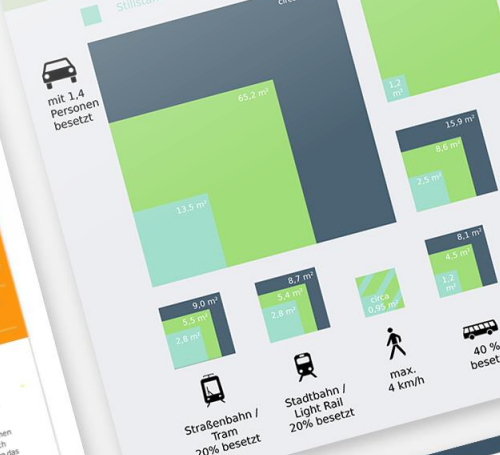 mit 1,4
Personen
besetzt
65,2 m²
13,5 m²
1,2
m²
15,9 m²
8,6 m²
2,5 m²
9,0 m²
5,5 m²
2,8 m²
8,7 m²
5,4 m²
2,8 m²
circa
0,95 m²
8,1 m²
4,5 m²
1,2
m²
Straßenbahn /
Tram
20% besetzt
Stadtbahn /
Light Rail
20% besetzt
max.
4 km/h
40 %